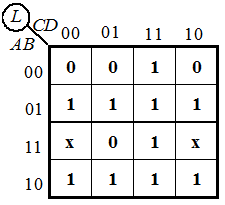 L
CD
AB
00 01 11 10
00 0 0 1 0
01 1 1 1 1
11 x 0 1 x
10 1 1 1 1